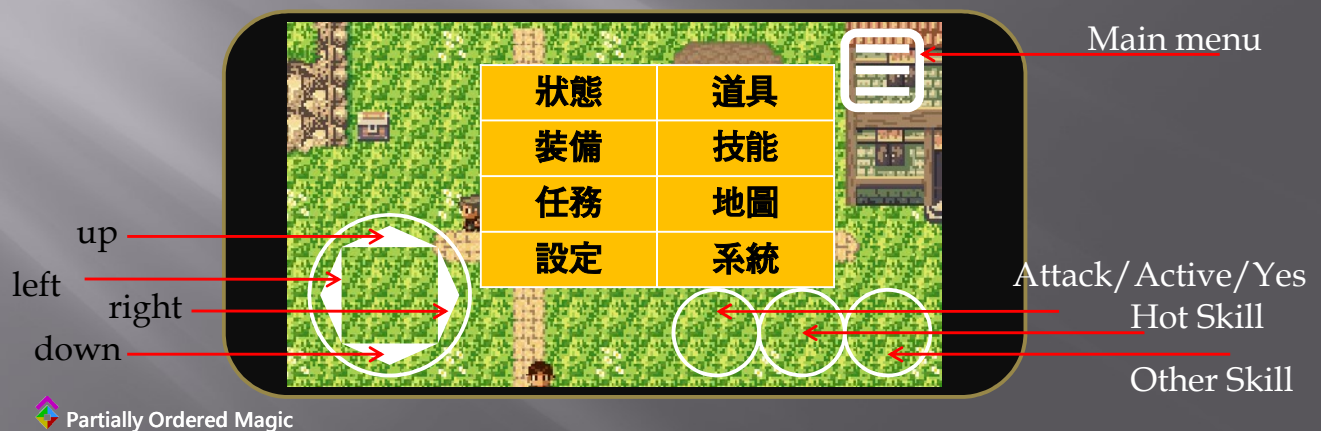 Main menu
狀態 道具
裝備 技能
任務 地圖
設定 系統
up
left
right
down
Attack/Active/Yes
Hot Skill
Other Skill
Partially Ordered Magic